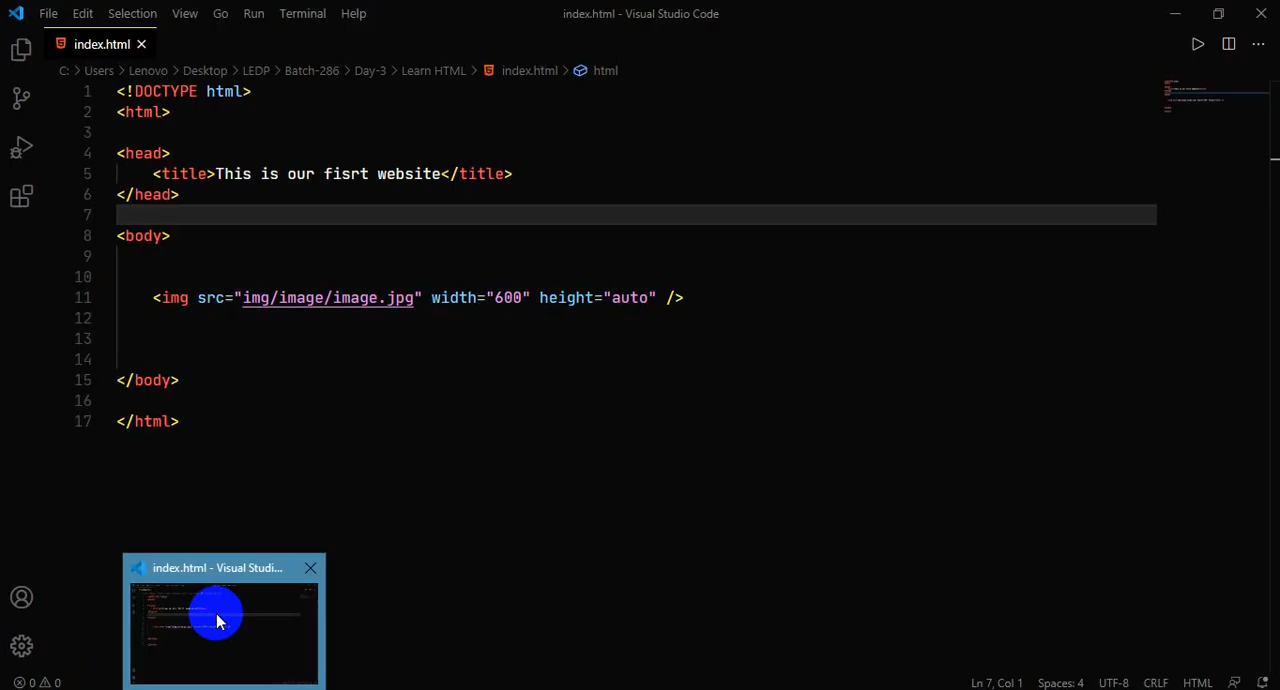 File Edit Selection View Go Run Terminal Help index.html - Visual Studio Code
index.html
C: > Users > Lenovo > Desktop > LEDP > Batch-286 > Day-3 > Learn HTML > index.html > html
1 <!DOCTYPE html>
2 <html>
3
4 <head>
5 <title>This is our fisrt website</title>
6 </head>
7
8 <body>
9
10
11 <img src="img/image/image.jpg" width="600" height="auto" />
12
13
14
15 </body>
16
17 </html>
index.html - Visual Studi...
0 0 Ln 7, Col 1 Spaces: 4 UTF-8 CRLF HTML